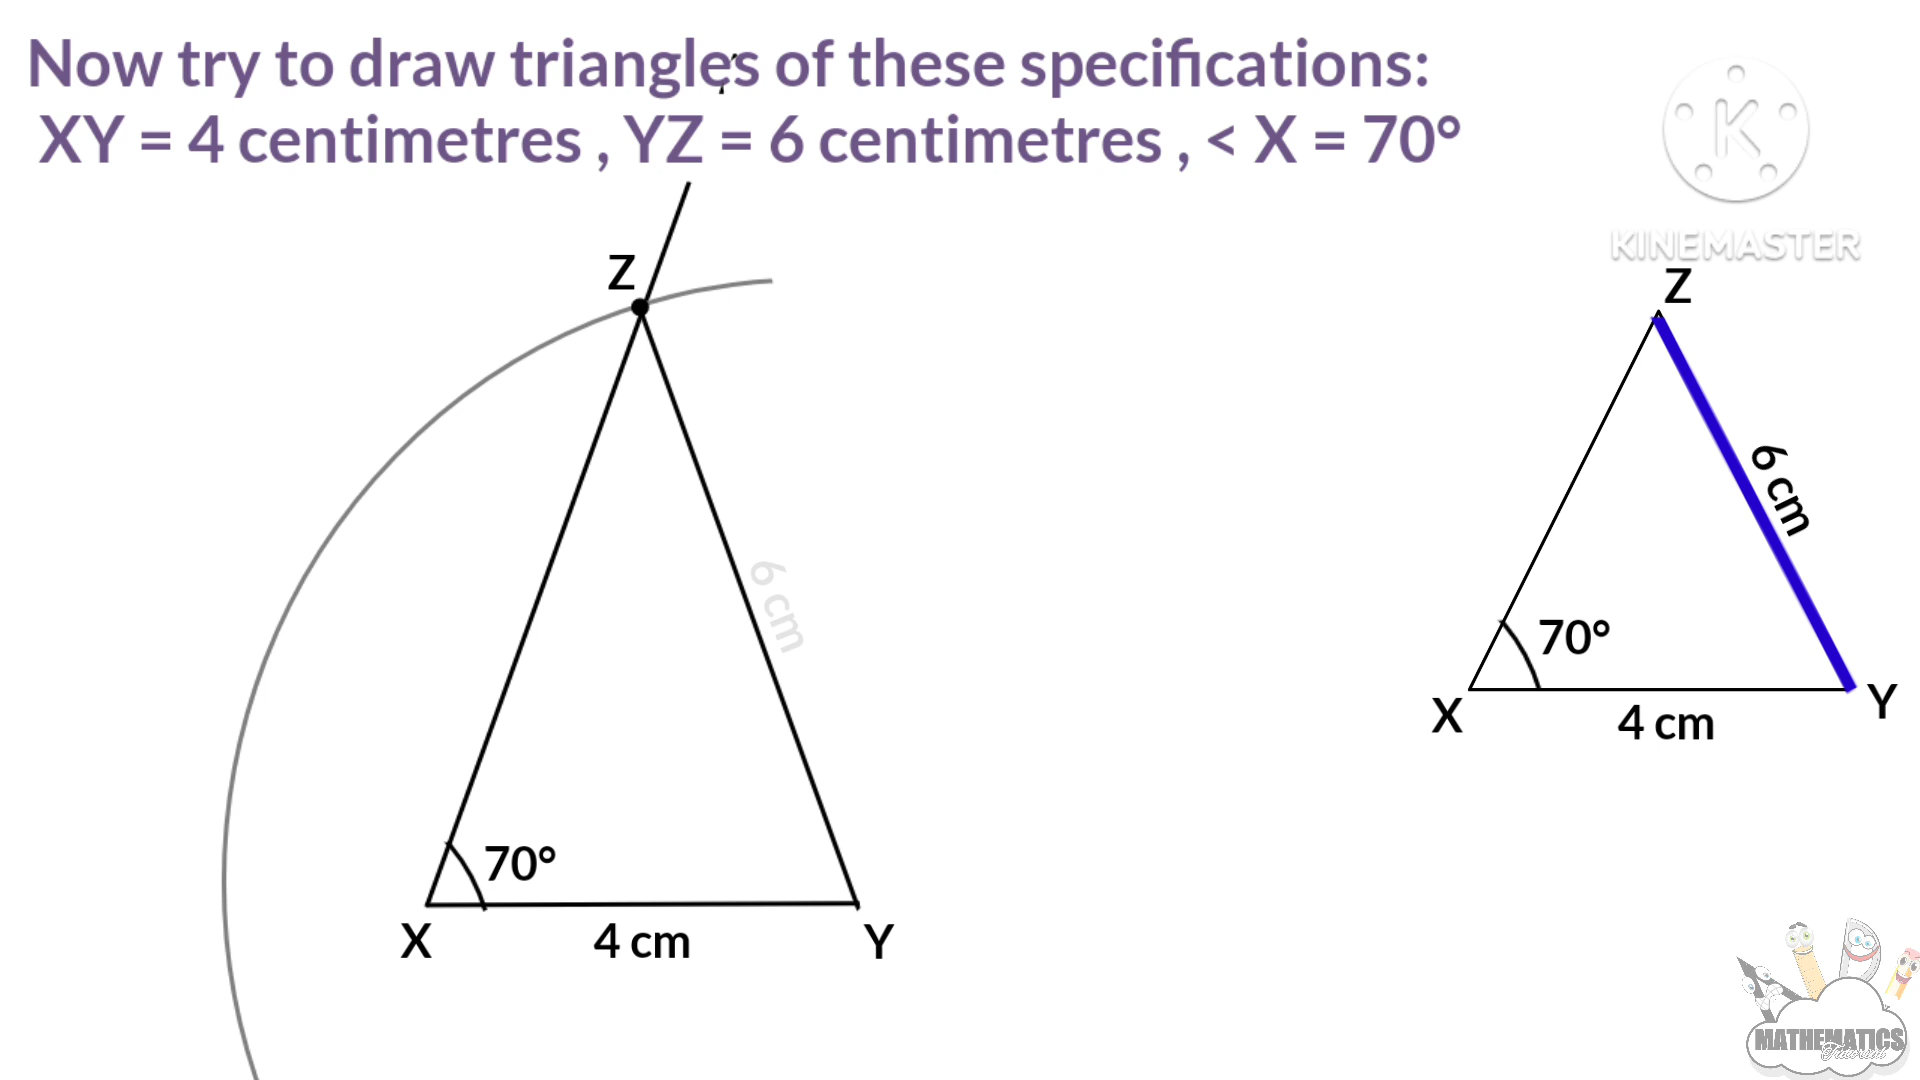 Now try to draw triangles of these specifications:
XY = 4 centimetres , YZ = 6 centimetres , < X = 70°
K
KINEMASTER
Z
Z
6 cm
6 cm
70°
X
4 cm
Y
70°
X
4 cm
Y
MATHEMATICS
Tutorial